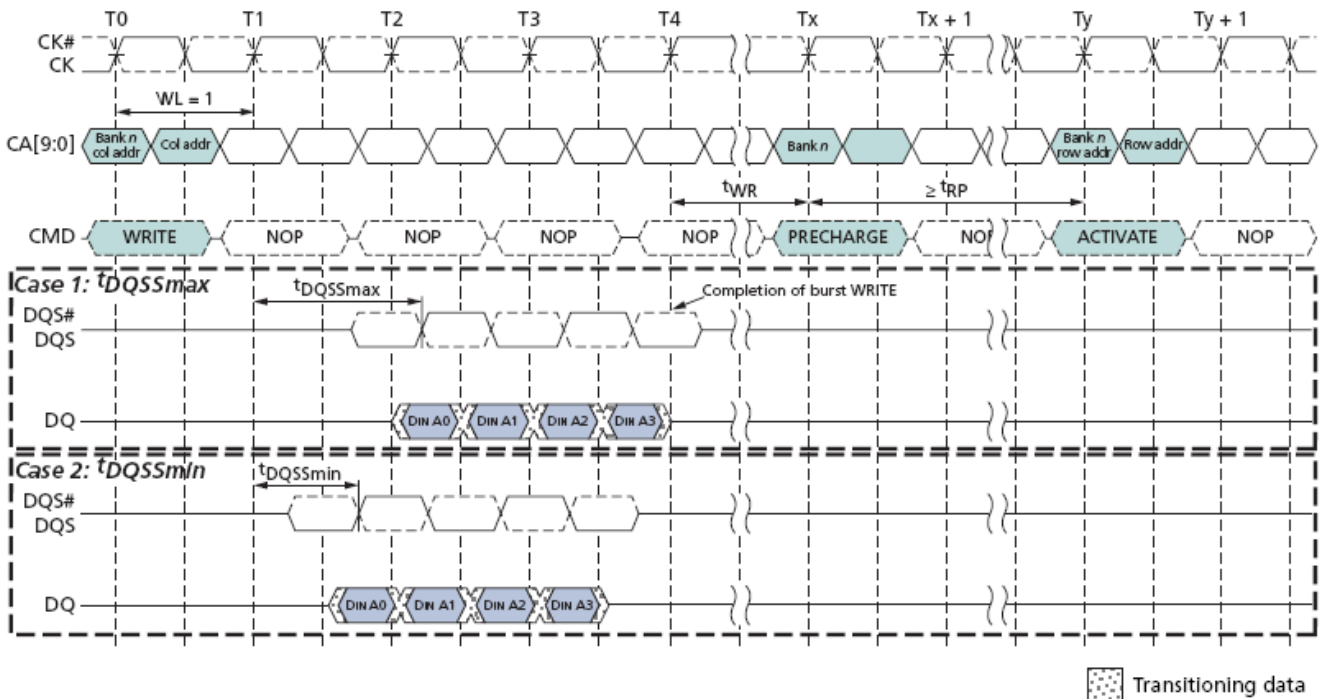 T0 T1 T2 T3 T4 Tx Tx + 1 Ty Ty + 1
CK#
CK
WL = 1
CA[9:0] Bank n col addr Col addr Bank n Bank n row addr Row addr
tWR ≥ tRP
CMD WRITE NOP NOP NOP NOP PRECHARGE NOP ACTIVATE NOP
Case 1: tDQSSmax
tDQSSmax Completion of burst WRITE
DQS#
DQS
DQ DIN A0 DIN A1 DIN A2 DIN A3
Case 2: tDQSSmin
tDQSSmin
DQS#
DQS
DQ DIN A0 DIN A1 DIN A2 DIN A3
Transitioning data